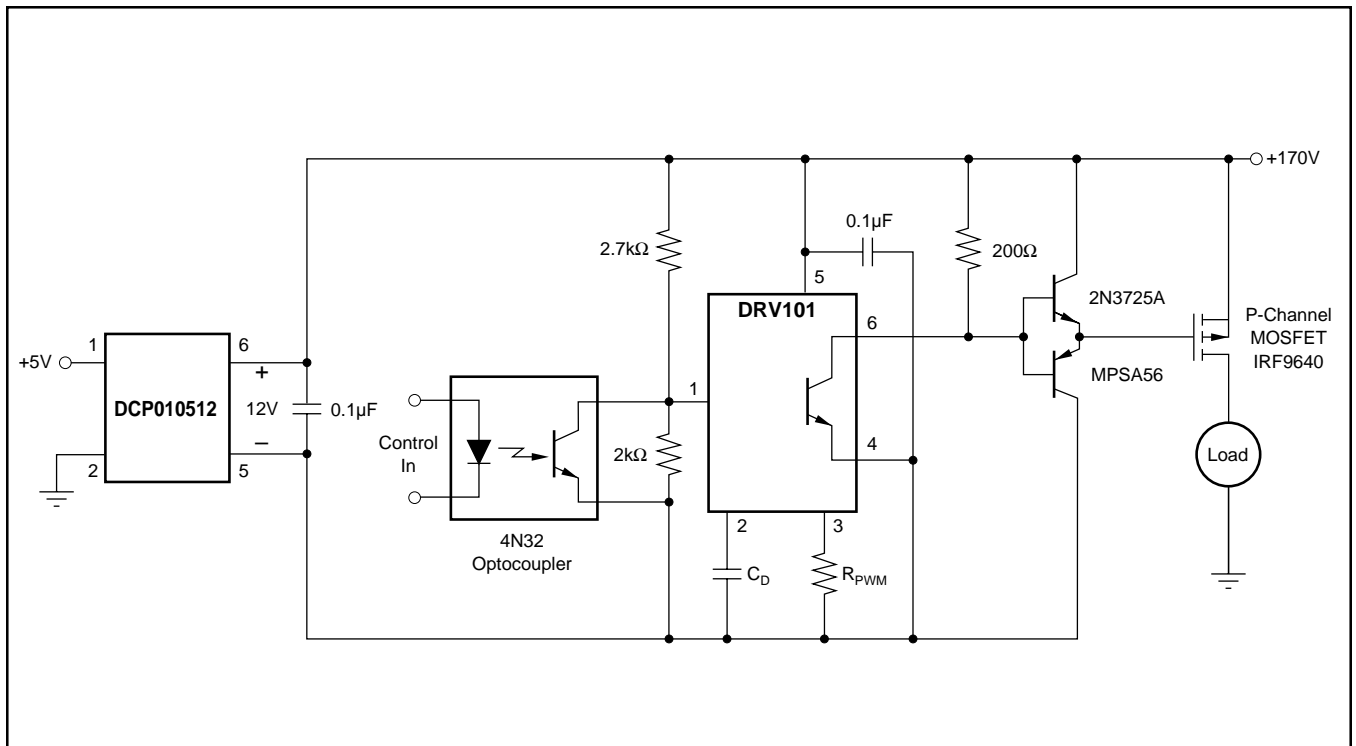 +170V
0.1µF
2.7kΩ
200Ω
5
DRV101
2N3725A
P-Channel
MOSFET
IRF9640
6
+5V
1
6
+
DCP010512
12V
0.1µF
–
2
5
1
MPSA56
Control
In
2kΩ
4
Load
2
3
4N32
Optocoupler
C_D
R_PWM